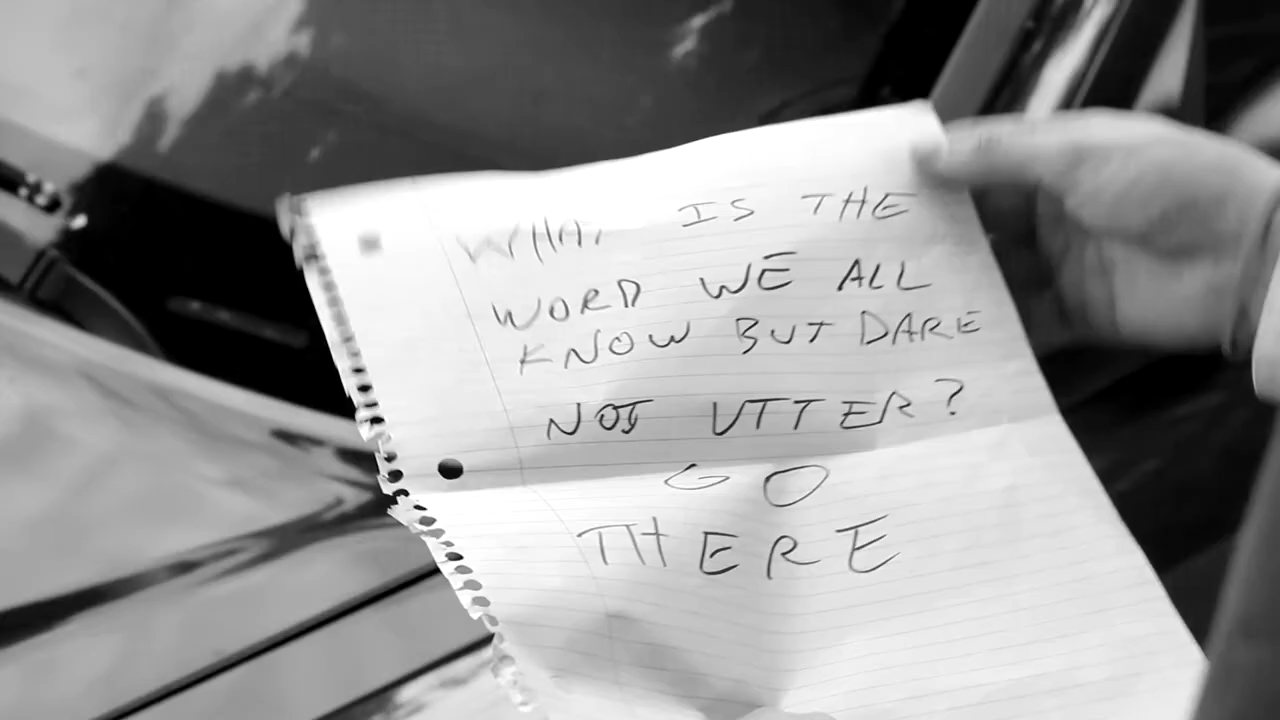 WHAT IS THE
WORD WE ALL
KNOW BUT DARE
NOT UTTER?
GO
THERE